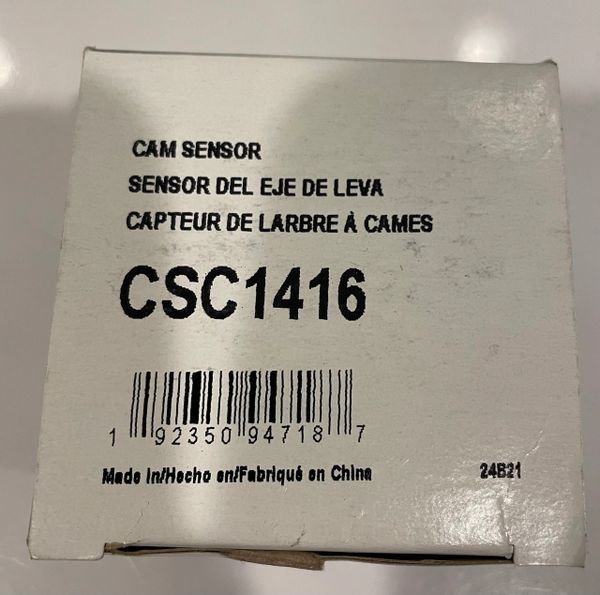 CAM SENSOR
SENSOR DEL EJE DE LEVA
CAPTEUR DE LARBRE À CAMES
CSC1416
1 92350 94718 7
Made in/Hecho en/Fabriqué en China 24B21